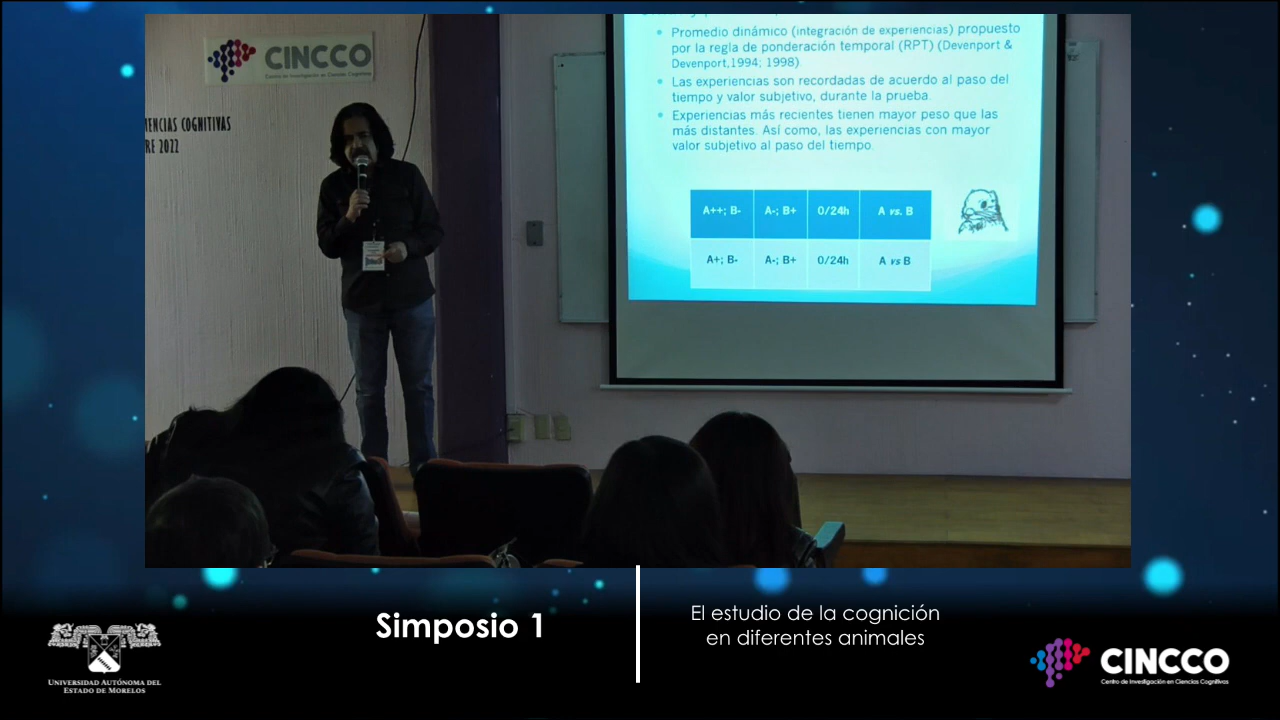 CINCCO
Centro de Investigación en Ciencias Cognitivas
IENCIAS COGNITIVAS
RE 2022
Promedio dinámico (integración de experiencias) propuesto
por la regla de ponderación temporal (RPT) (Devenport &
Devenport,1994; 1998)
Las experiencias son recordadas de acuerdo al paso del
tiempo y valor subjetivo, durante la prueba.
Experiencias más recientes tienen mayor peso que las
más distantes. Así como, las experiencias con mayor
valor subjetivo al paso del tiempo.
A++; B- A-; B+ 0/24h A vs. B
A+; B- A-; B+ 0/24h A vs B
Simposio 1
El estudio de la cognición
en diferentes animales
UNIVERSIDAD AUTÓNOMA DEL
ESTADO DE MORELOS
CINCCO
Centro de Investigación en Ciencias Cognitivas